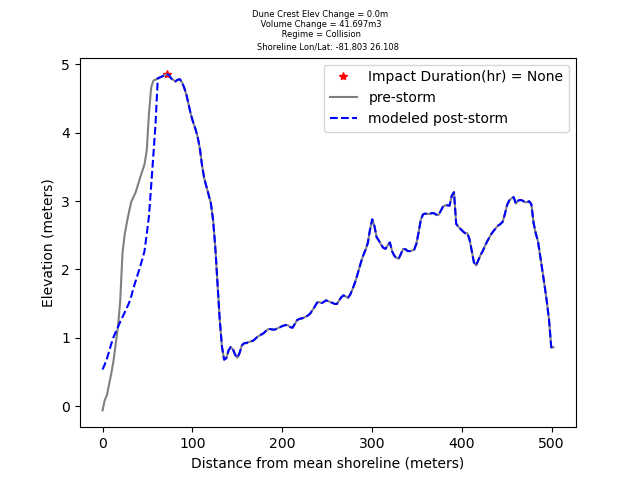 Dune Crest Elev Change = 0.0m
Volume Change = 41.697m3
Regime = Collision
Shoreline Lon/Lat: -81.803 26.108
Impact Duration(hr) = None
pre-storm
modeled post-storm
Elevation (meters)
5
4
3
2
1
0
0 100 200 300 400 500
Distance from mean shoreline (meters)